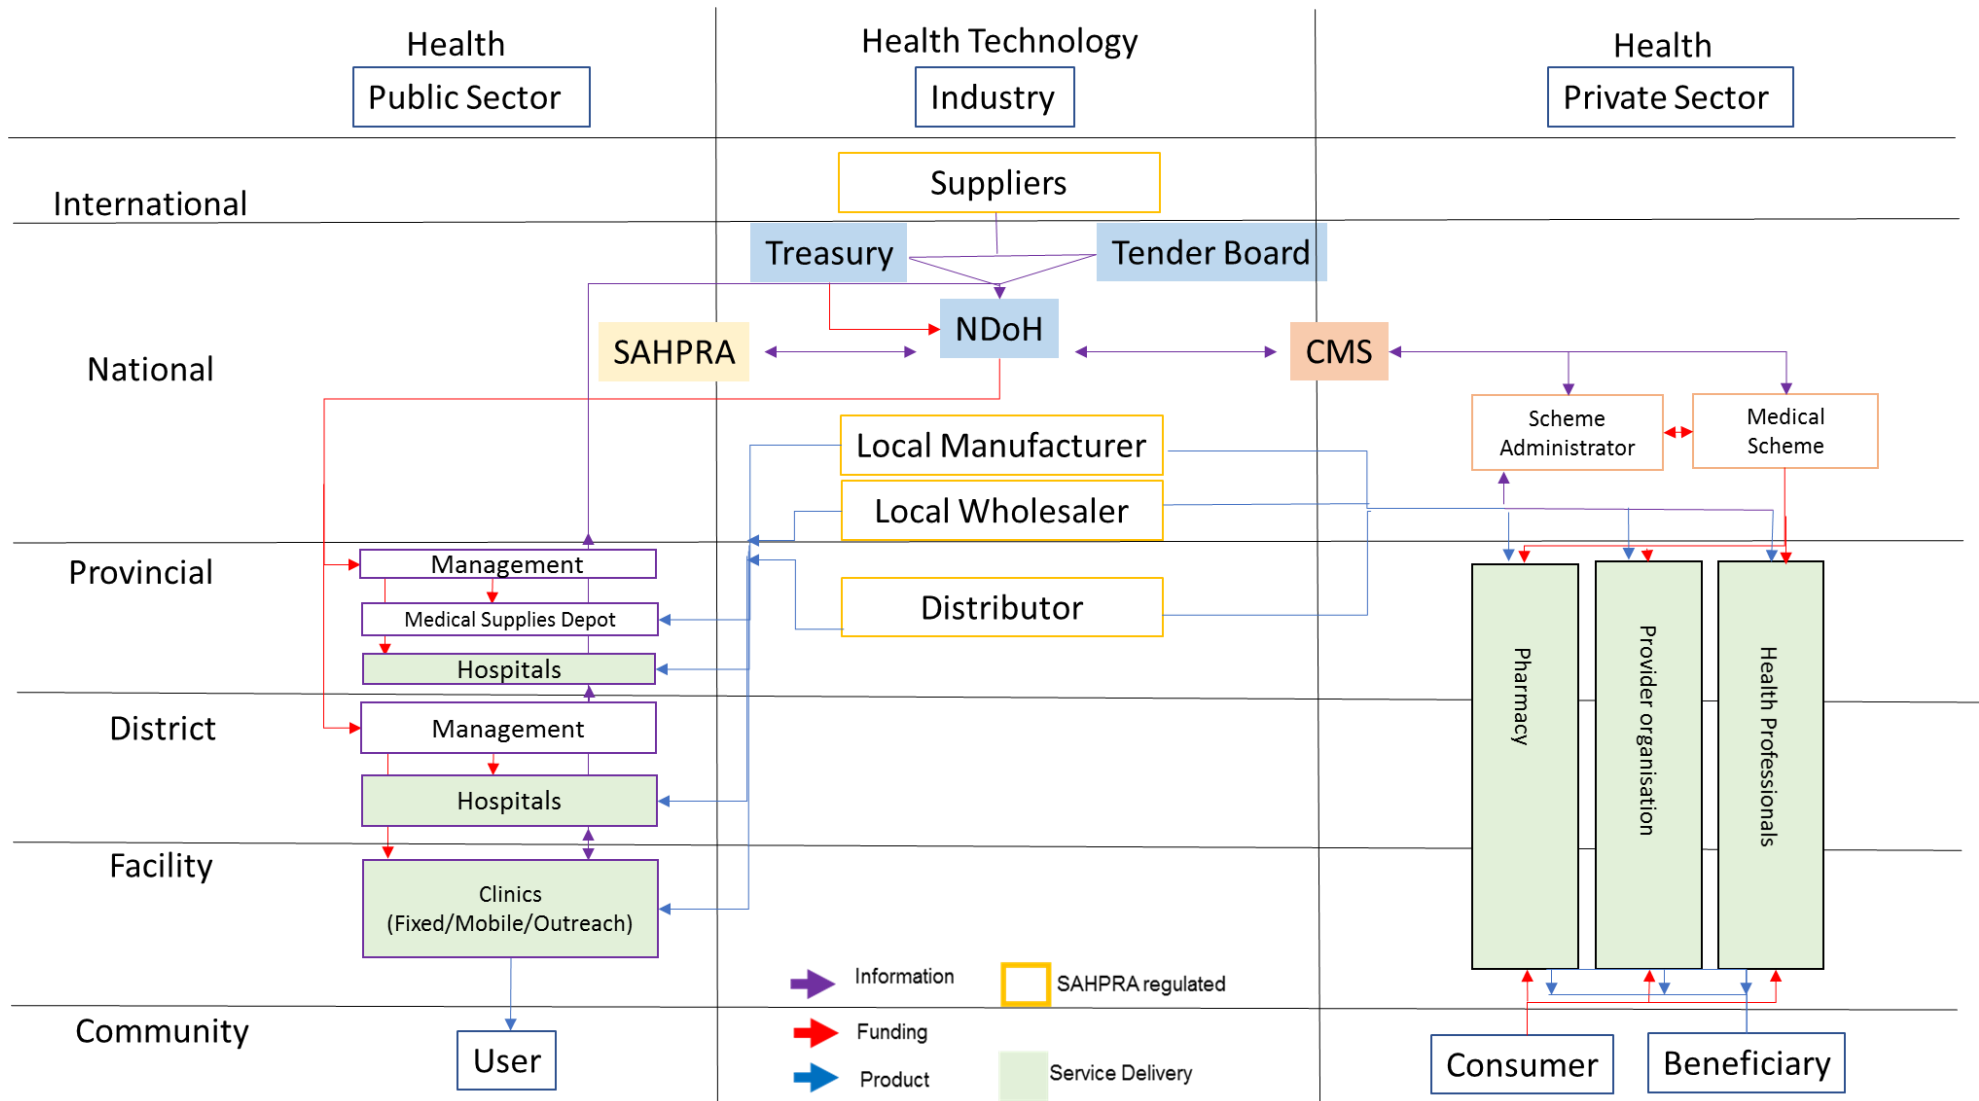 Health
Public Sector
Health Technology
Industry
Health
Private Sector
International
Suppliers
National
Treasury
Tender Board
NDoH
SAHPRA
CMS
Scheme
Administrator
Medical
Scheme
Local Manufacturer
Local Wholesaler
Distributor
Provincial
Management
Medical Supplies Depot
Hospitals
District
Management
Hospitals
Facility
Clinics
(Fixed/Mobile/Outreach)
Pharmacy
Provider organisation
Health Professionals
Information
SAHPRA regulated
Funding
Product
Service Delivery
Community
User
Consumer
Beneficiary